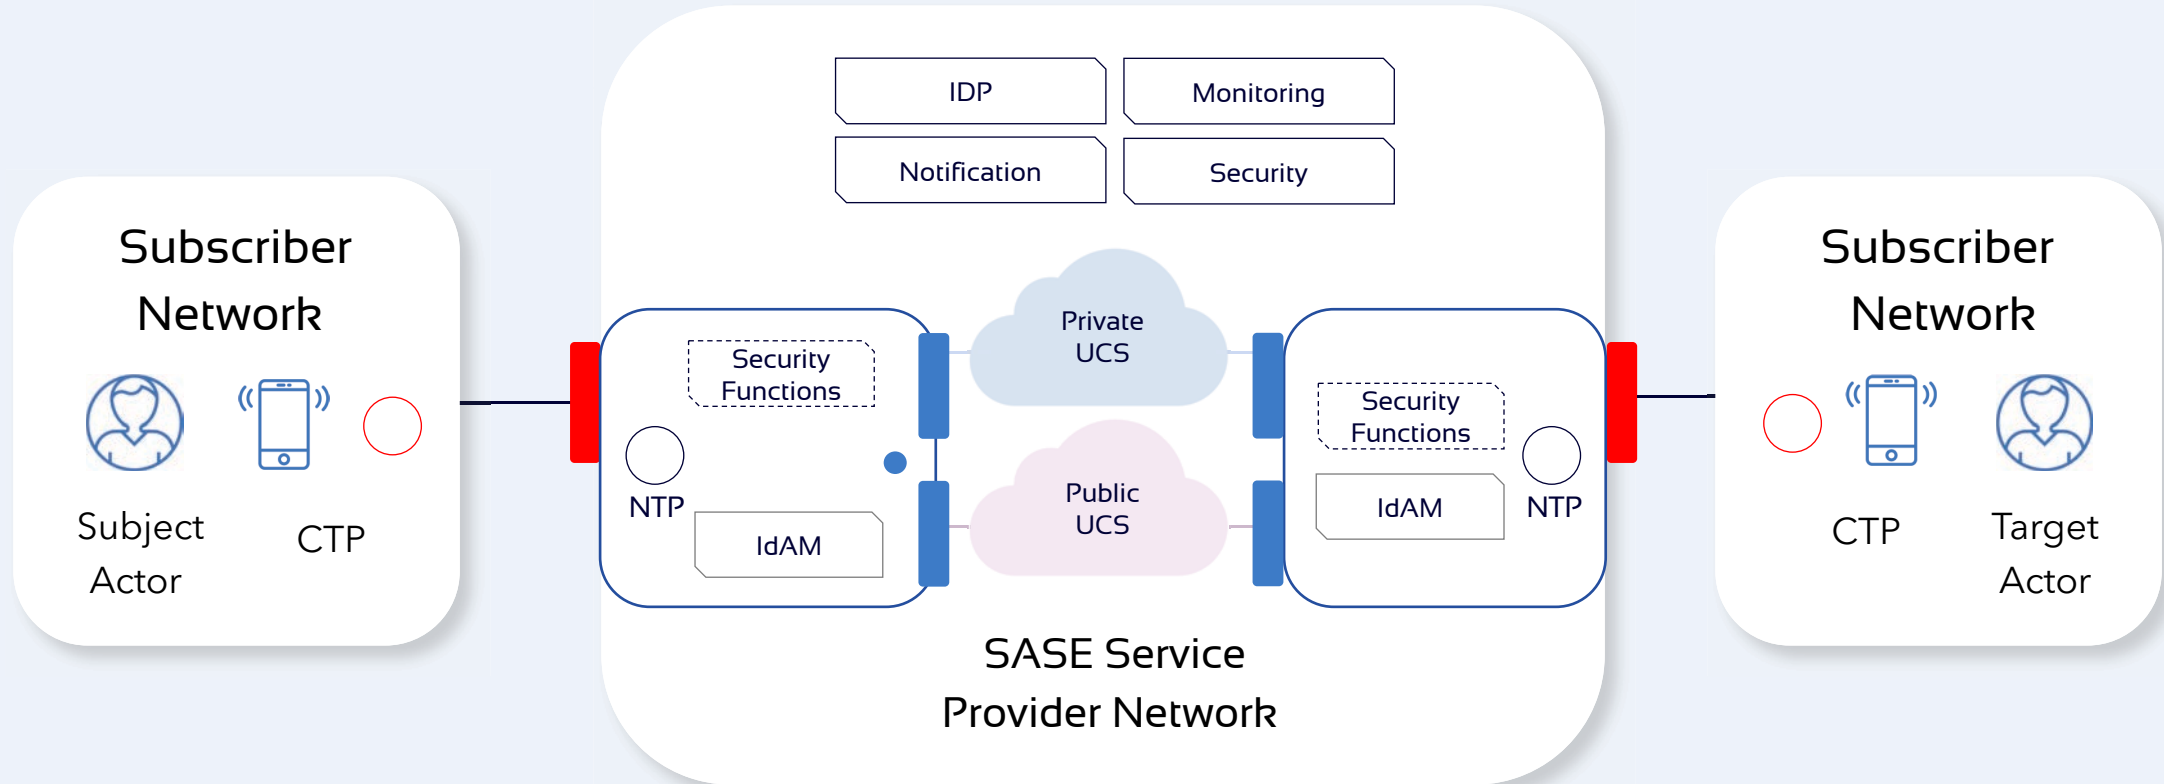 IDP
Monitoring
Notification
Security
Subscriber
Network
Subject
Actor
CTP
Security
Functions
NTP
IdAM
Private
UCS
Public
UCS
Security
Functions
IdAM
NTP
SASE Service
Provider Network
Subscriber
Network
CTP
Target
Actor